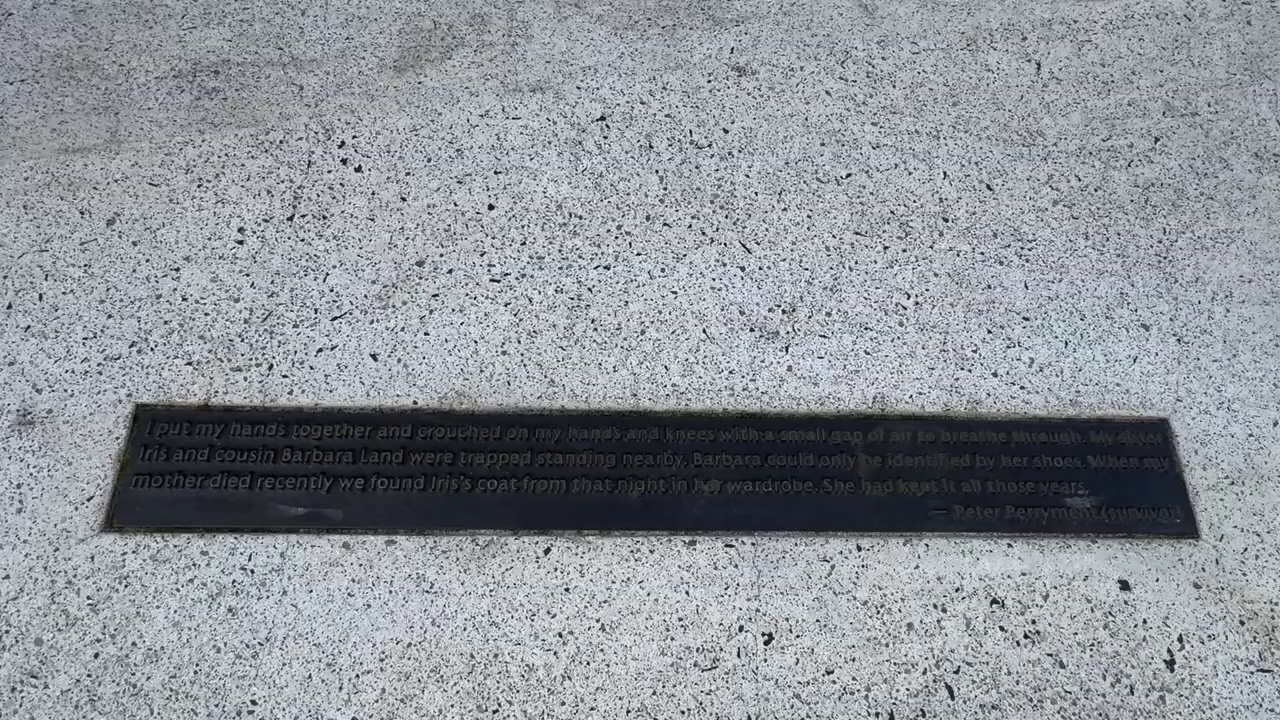 I put my hands together and crouched on my hands and knees with a small gap of air to breathe through. My sister
Iris and cousin Barbara Land were trapped standing nearby. Barbara could only be identified by her shoes. When my
mother died recently we found Iris's coat from that night in her wardrobe. She had kept it all those years.
— Peter Perryment (survivor)